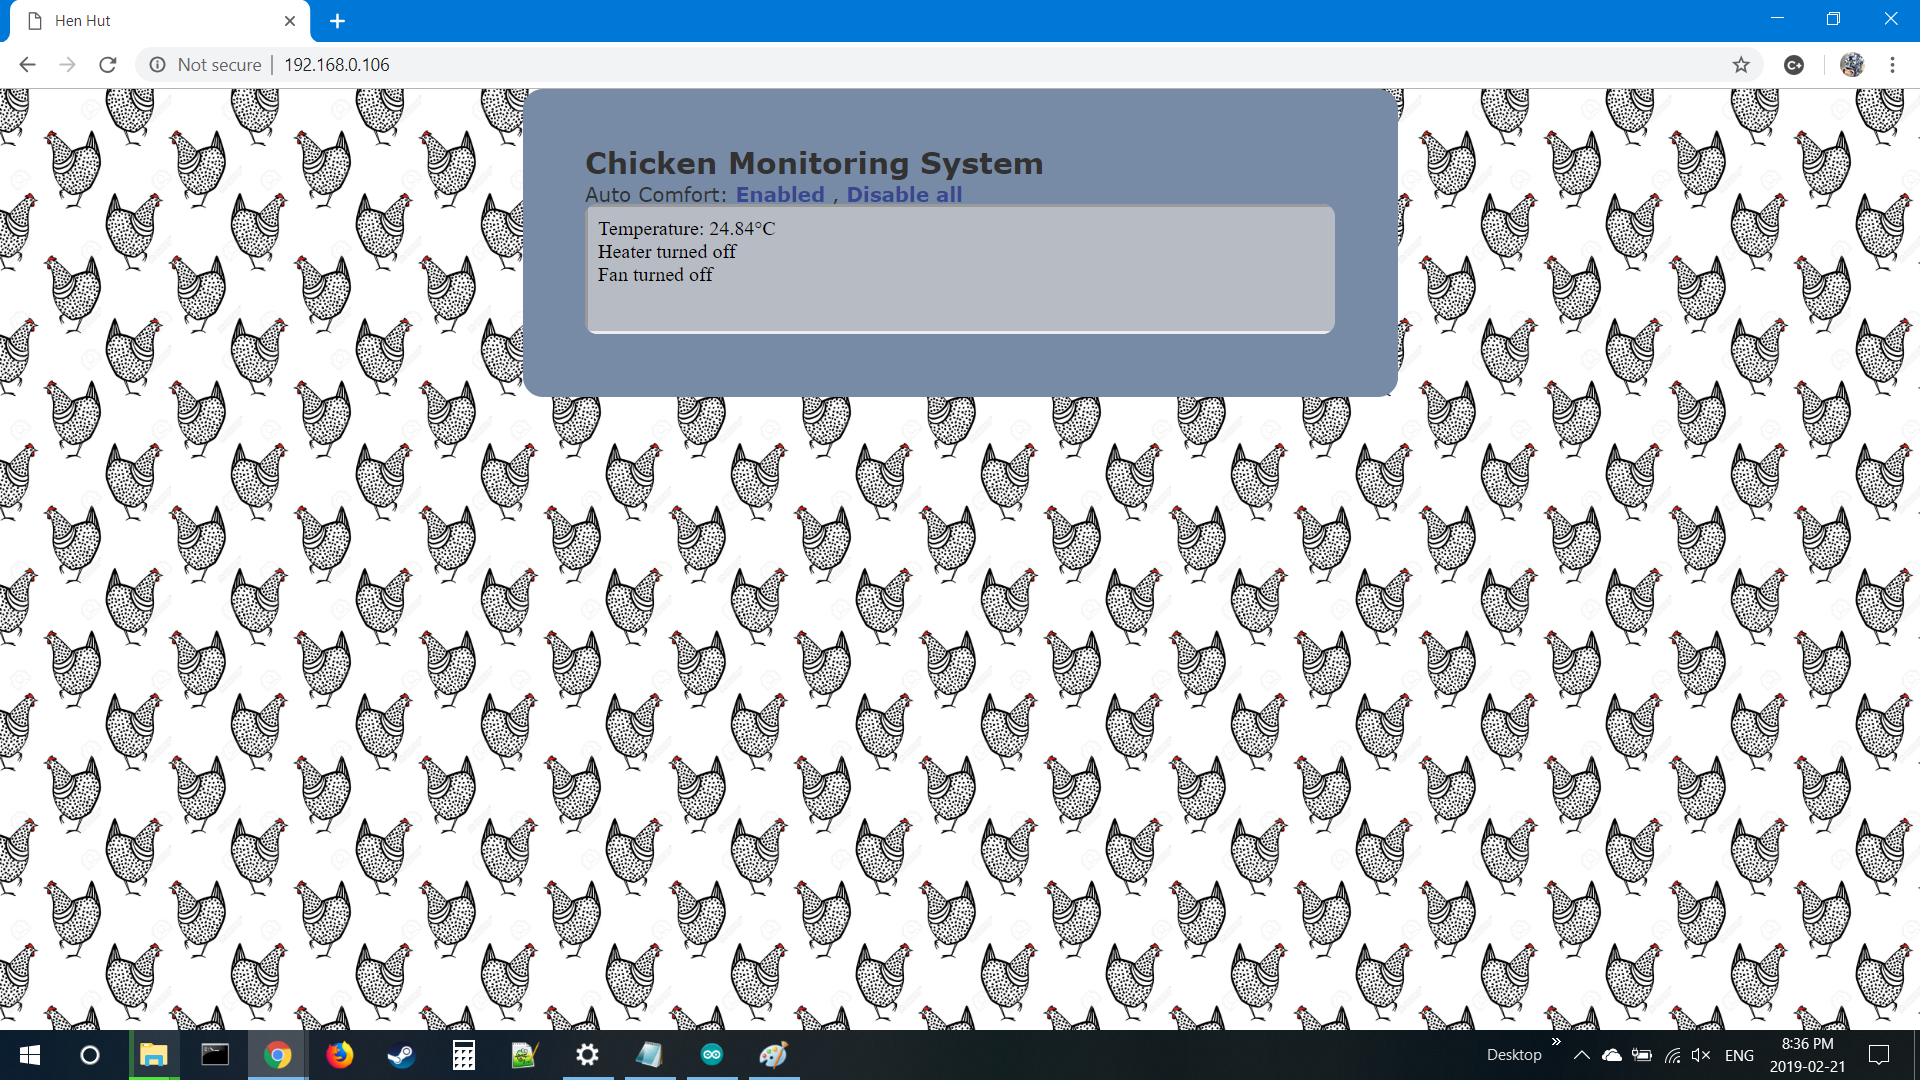 Hen Hut
Not secure | 192.168.0.106
Chicken Monitoring System
Auto Comfort: Enabled , Disable all
Temperature: 24.84°C
Heater turned off
Fan turned off
Desktop
ENG
8:36 PM
2019-02-21